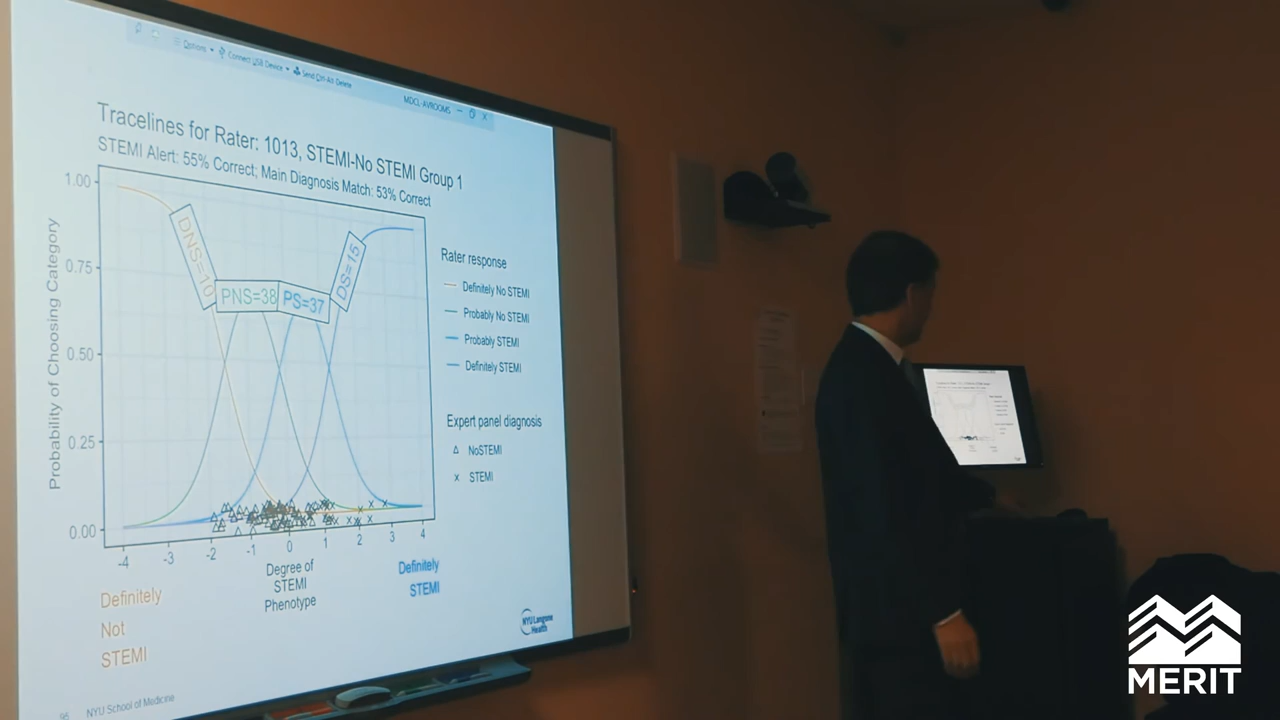 Options
Connect USB Device
Send Ctrl-Alt-Delete
MDCL-AVROOMS
Tracelines for Rater: 1013, STEMI-No STEMI Group 1
STEMI Alert: 55% Correct; Main Diagnosis Match: 53% Correct
Probability of Choosing Category
1.00
0.75
0.50
0.25
0.00
DNS=10
PNS=38
PS=37
DS=15
-4
-3
-2
-1
0
1
2
3
4
Definitely
Not
STEMI
Degree of
STEMI
Phenotype
Definitely
STEMI
Rater response
Definitely No STEMI
Probably No STEMI
Probably STEMI
Definitely STEMI
Expert panel diagnosis
NoSTEMI
STEMI
NYU Langone
Health
NYU School of Medicine
MERIT